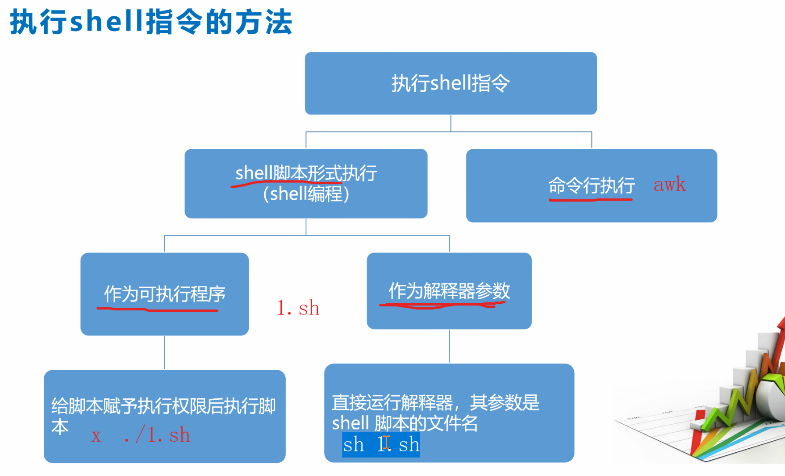 执行shell指令的方法
执行shell指令
shell脚本形式执行
（shell编程）
命令行执行 awk
作为可执行程序
1.sh
作为解释器参数
给脚本赋予执行权限后执行脚
本 x ./1.sh
直接运行解释器，其参数是
shell 脚本的文件名
sh 1.sh